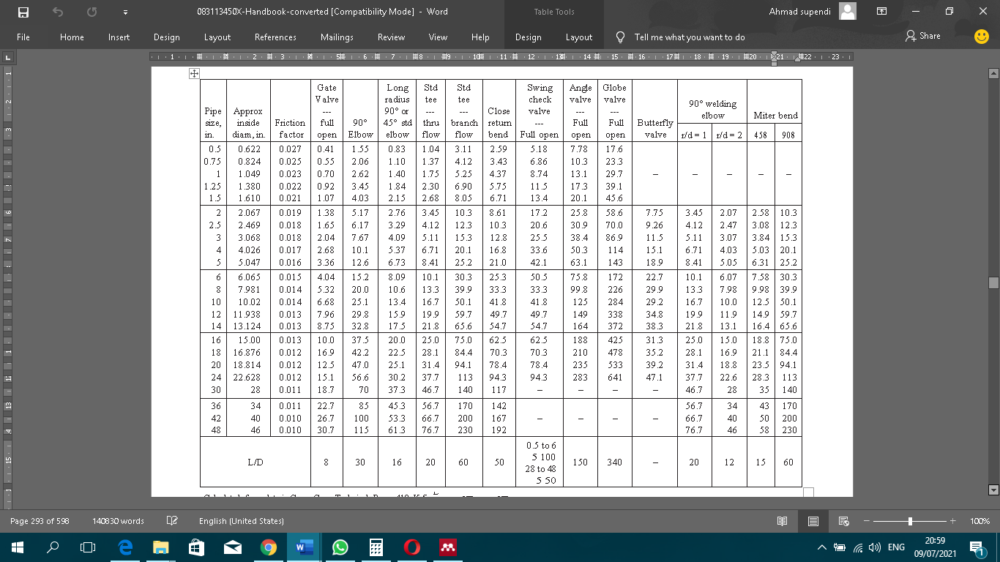 083113450X-Handbook-converted [Compatibility Mode] - Word
Table Tools
Ahmad supendi
File Home Insert Design Layout References Mailings Review View Help Design Layout Tell me what you want to do Share
Pipe size, in. Approx inside diam, in. Friction factor Gate Valve --- full open 90° Elbow Long radius 90° or 45° std elbow Std tee --- thru flow Std tee --- branch flow Close return bend Swing check valve --- Full open Angle valve --- Full open Globe valve --- Full open Butterfly valve 90° welding elbow r/d = 1 r/d = 2 Miter bend 458 908
0.5 0.622 0.027 0.41 1.55 0.83 1.04 3.11 2.59 5.18 7.78 17.6
0.75 0.824 0.025 0.55 2.06 1.10 1.37 4.12 3.43 6.86 10.3 23.3
1 1.049 0.023 0.70 2.62 1.40 1.75 5.25 4.37 8.74 13.1 29.7 – – – – –
1.25 1.380 0.022 0.92 3.45 1.84 2.30 6.90 5.75 11.5 17.3 39.1
1.5 1.610 0.021 1.07 4.03 2.15 2.68 8.05 6.71 13.4 20.1 45.6
2 2.067 0.019 1.38 5.17 2.76 3.45 10.3 8.61 17.2 25.8 58.6 7.75 3.45 2.07 2.58 10.3
2.5 2.469 0.018 1.65 6.17 3.29 4.12 12.3 10.3 20.6 30.9 70.0 9.26 4.12 2.47 3.08 12.3
3 3.068 0.018 2.04 7.67 4.09 5.11 15.3 12.8 25.5 38.4 86.9 11.5 5.11 3.07 3.84 15.3
4 4.026 0.017 2.68 10.1 5.37 6.71 20.1 16.8 33.6 50.3 114 15.1 6.71 4.03 5.03 20.1
5 5.047 0.016 3.36 12.6 6.73 8.41 25.2 21.0 42.1 63.1 143 18.9 8.41 5.05 6.31 25.2
6 6.065 0.015 4.04 15.2 8.09 10.1 30.3 25.3 50.5 75.8 172 22.7 10.1 6.07 7.58 30.3
8 7.981 0.014 5.32 20.0 10.6 13.3 39.9 33.3 33.3 99.8 226 29.9 13.3 7.98 9.98 39.9
10 10.02 0.014 6.68 25.1 13.4 16.7 50.1 41.8 41.8 125 284 29.2 16.7 10.0 12.5 50.1
12 11.938 0.013 7.96 29.8 15.9 19.9 59.7 49.7 49.7 149 338 34.8 19.9 11.9 14.9 59.7
14 13.124 0.013 8.75 32.8 17.5 21.8 65.6 54.7 54.7 164 372 38.3 21.8 13.1 16.4 65.6
16 15.00 0.013 10.0 37.5 20.0 25.0 75.0 62.5 62.5 188 425 31.3 25.0 15.0 18.8 75.0
18 16.876 0.012 16.9 42.2 22.5 28.1 84.4 70.3 70.3 210 478 35.2 28.1 16.9 21.1 84.4
20 18.814 0.012 12.5 47.0 25.1 31.4 94.1 78.4 78.4 235 533 39.2 31.4 18.8 23.5 94.1
24 22.628 0.012 15.1 56.6 30.2 37.7 113 94.3 94.3 283 641 47.1 37.7 22.6 28.3 113
30 28 0.011 18.7 70 37.3 46.7 140 117 – – – – 46.7 28 35 140
36 34 0.011 22.7 85 45.3 56.7 170 142 56.7 34 43 170
42 40 0.010 26.7 100 53.3 66.7 200 167 – – – – 66.7 40 50 200
48 46 0.010 30.7 115 61.3 76.7 230 192 76.7 46 58 230
L/D 8 30 16 20 60 50 0.5 to 6 5 100 28 to 48 5 50 150 340 – 20 12 15 60
Page 293 of 598 140830 words English (United States) 100%
ENG
20:59
09/07/2021
1